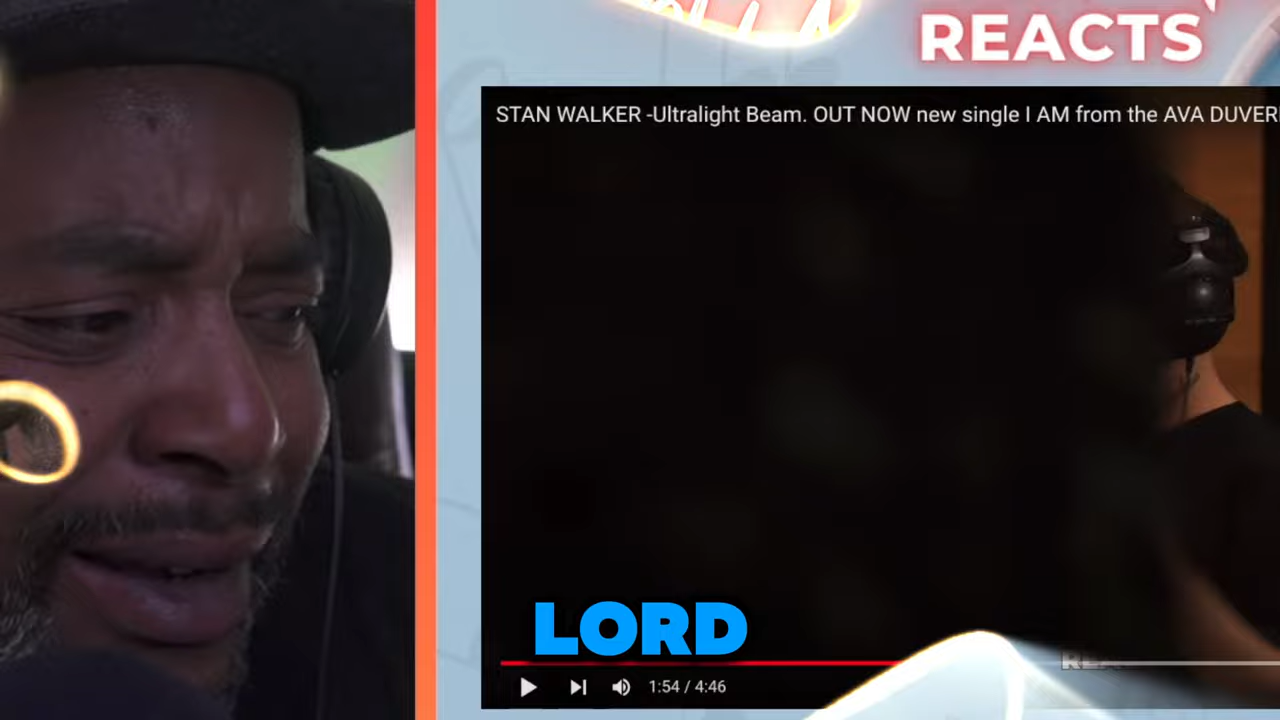 REACTS
STAN WALKER -Ultralight Beam. OUT NOW new single I AM from the AVA DUVER
LORD
1:54 / 4:46